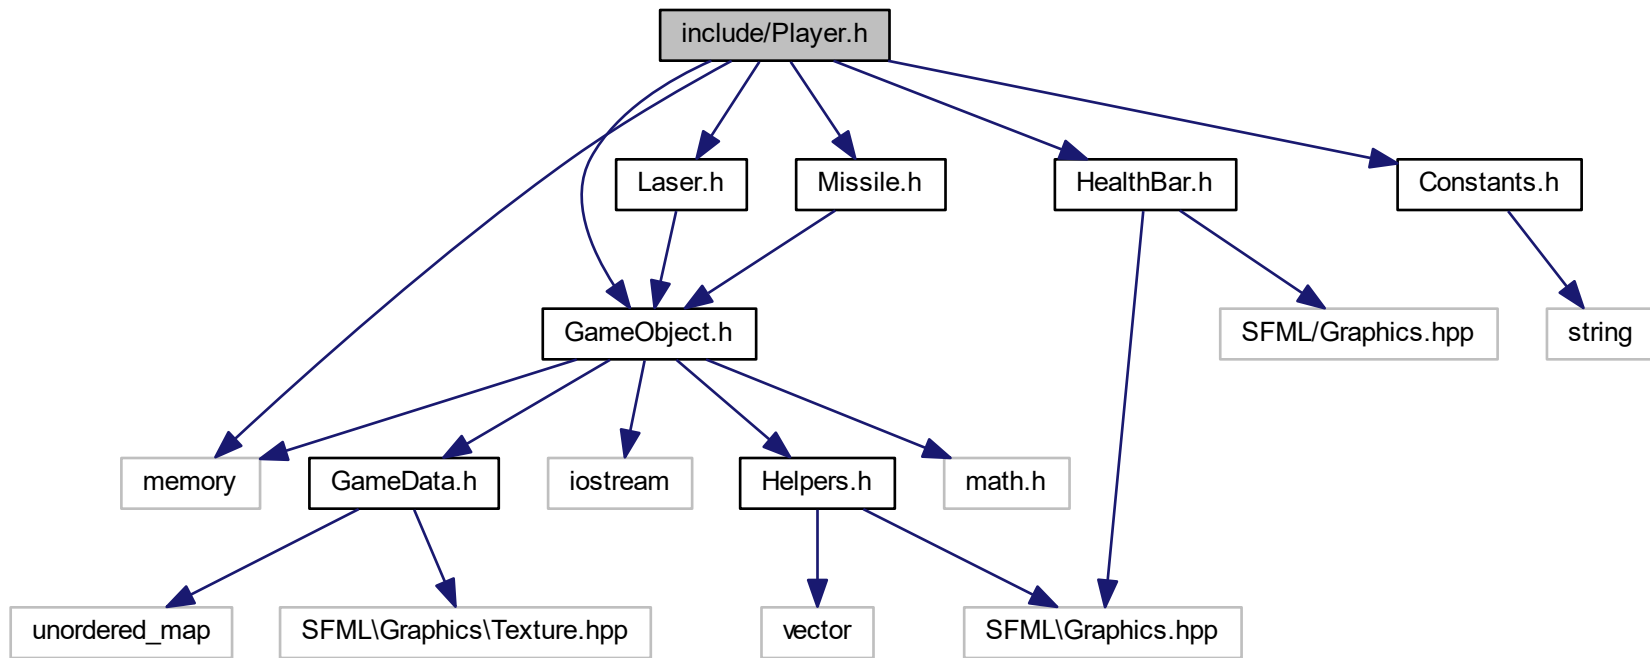 include/Player.h
Laser.h
Missile.h
HealthBar.h
Constants.h
GameObject.h
SFML/Graphics.hpp
string
memory
GameData.h
iostream
Helpers.h
math.h
unordered_map
SFML\Graphics\Texture.hpp
vector
SFML\Graphics.hpp